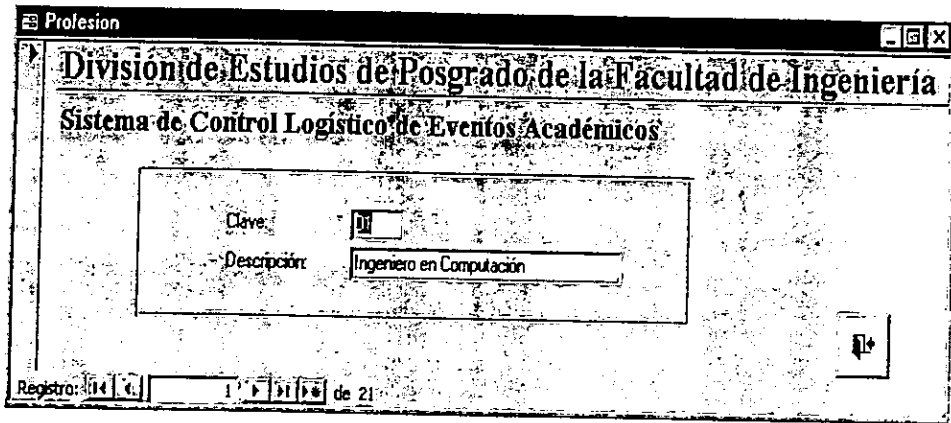 Profesion
División de Estudios de Posgrado de la Facultad de Ingeniería
Sistema de Control Logístico de Eventos Académicos
Clave: 01
Descripción: Ingeniero en Computación
Registro: 1 de 21